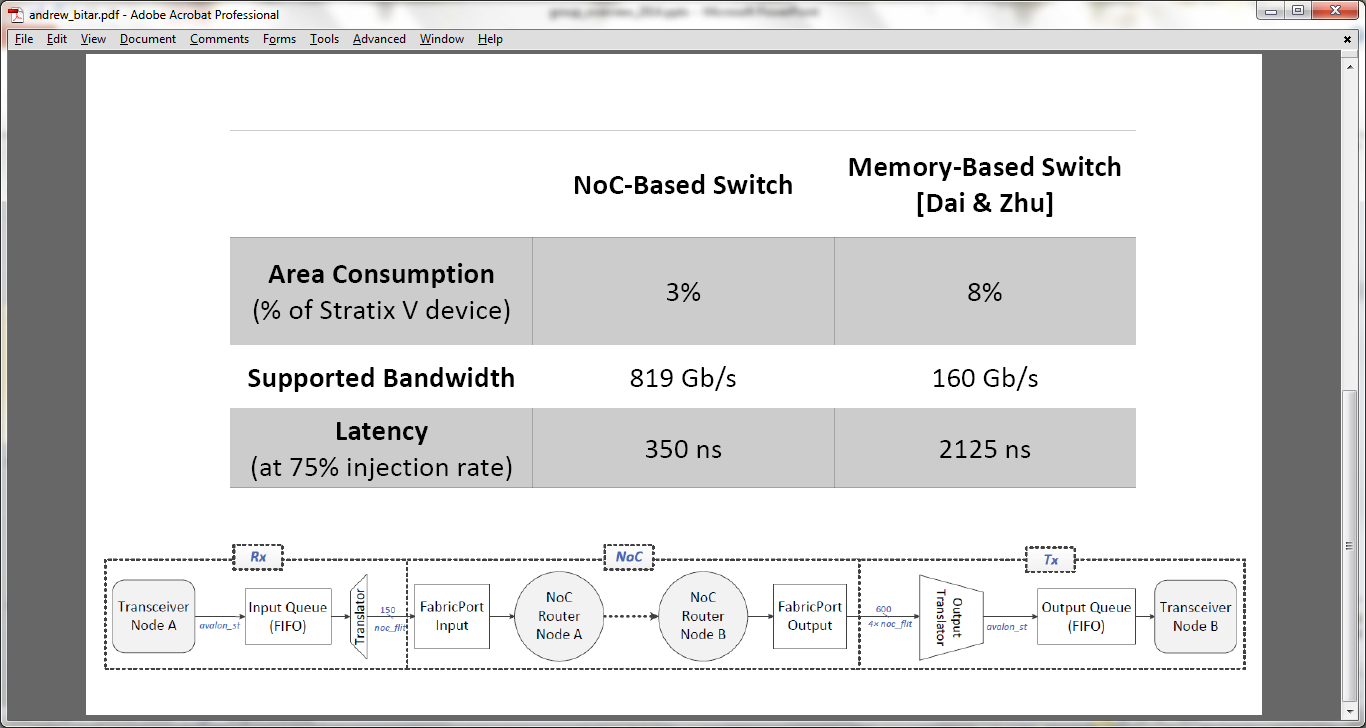 andrew_bitar.pdf - Adobe Acrobat Professional
File Edit View Document Comments Forms Tools Advanced Window Help
NoC-Based Switch
Memory-Based Switch
[Dai & Zhu]
Area Consumption
(% of Stratix V device)
3%
8%
Supported Bandwidth
819 Gb/s
160 Gb/s
Latency
(at 75% injection rate)
350 ns
2125 ns
Rx
NoC
Tx
Transceiver
Node A
avalon_st
Input Queue
(FIFO)
Translator
150
noc_flit
FabricPort
Input
NoC
Router
Node A
NoC
Router
Node B
FabricPort
Output
600
4× noc_flit
Output
Translator
avalon_st
Output Queue
(FIFO)
Transceiver
Node B